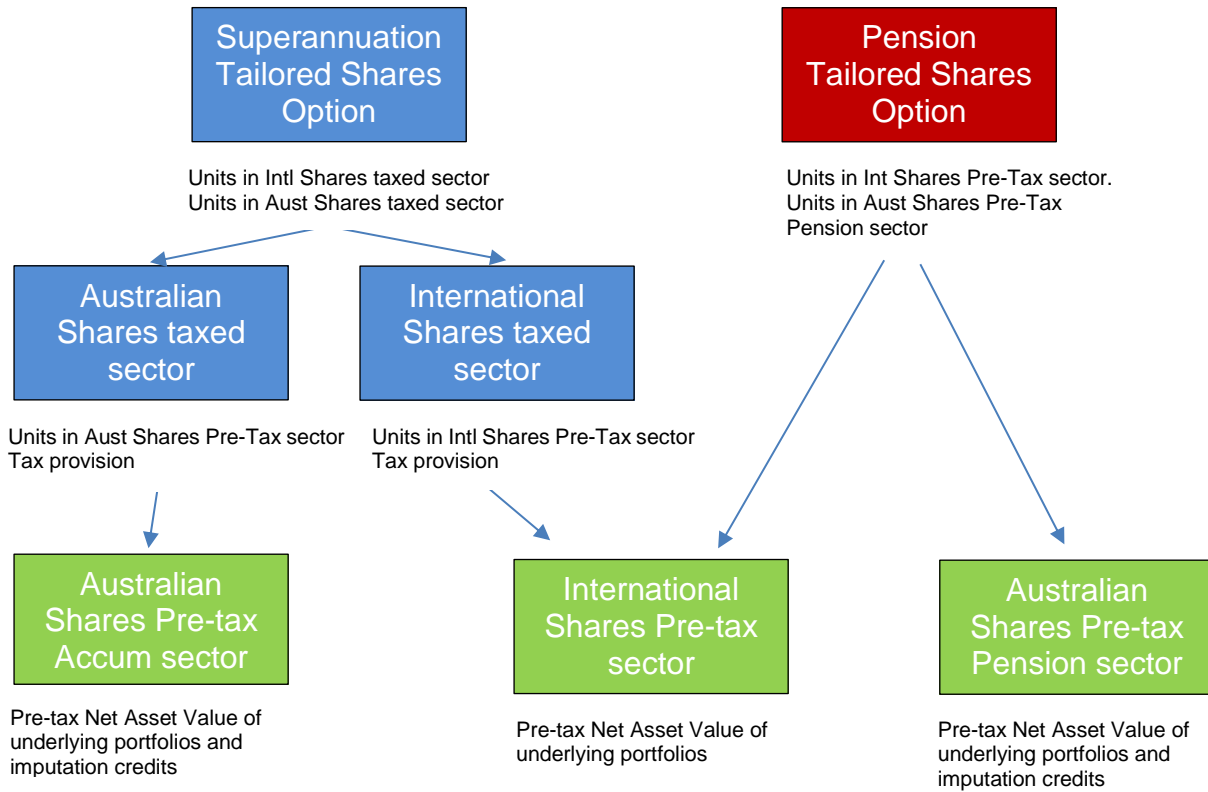 Superannuation
Tailored Shares
Option
Pension
Tailored Shares
Option
Units in Intl Shares taxed sector
Units in Aust Shares taxed sector
Units in Int Shares Pre-Tax sector.
Units in Aust Shares Pre-Tax
Pension sector
Australian
Shares taxed
sector
International
Shares taxed
sector
Units in Aust Shares Pre-Tax sector
Tax provision
Units in Intl Shares Pre-Tax sector
Tax provision
Australian
Shares Pre-tax
Accum sector
International
Shares Pre-tax
sector
Australian
Shares Pre-tax
Pension sector
Pre-tax Net Asset Value of
underlying portfolios and
imputation credits
Pre-tax Net Asset Value of
underlying portfolios
Pre-tax Net Asset Value of
underlying portfolios and
imputation credits